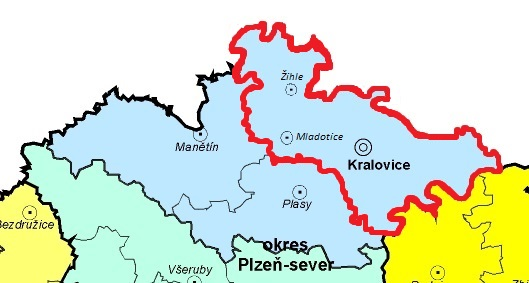 Žihle
Mladotice
Manětín
Kralovice
Plasy
Bezdružice
okres
Plzeň-sever
Všeruby